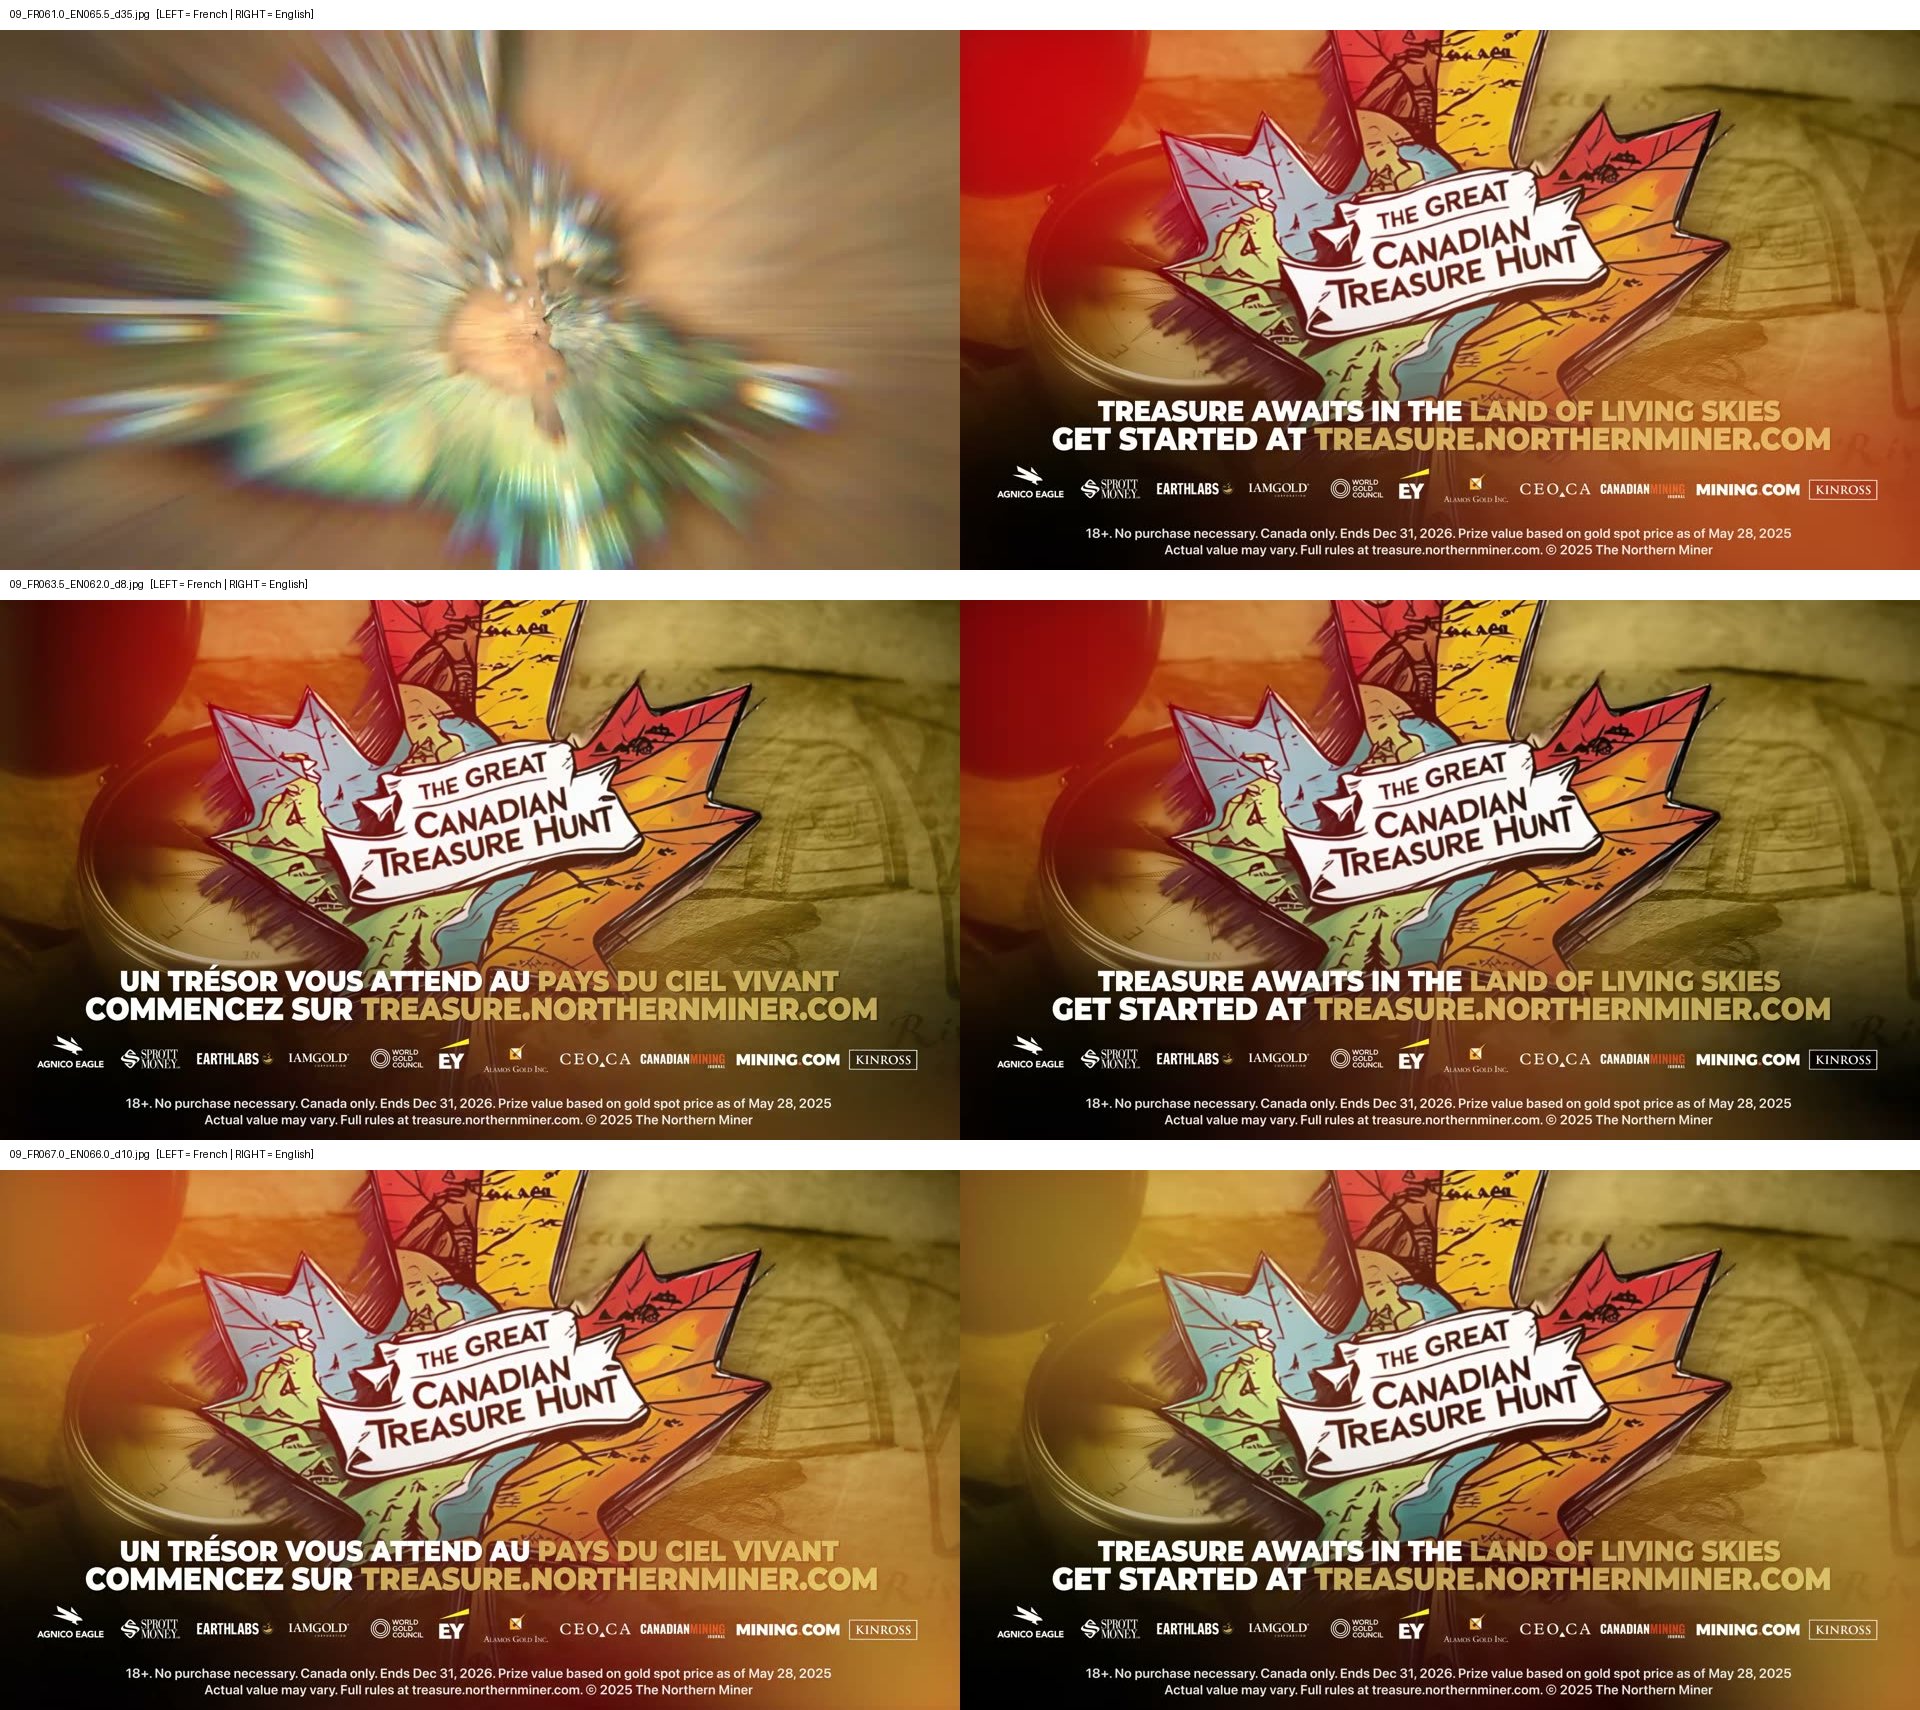 09_FR061.0_EN065.5_d35.jpg [LEFT = French | RIGHT = English]
THE GREAT
CANADIAN
TREASURE HUNT
TREASURE AWAITS IN THE LAND OF LIVING SKIES
GET STARTED AT TREASURE.NORTHERNMINER.COM
AGNICO EAGLE SPROTT MONEY EARTHLABS IAMGOLD CORPORATION WORLD GOLD COUNCIL EY ALAMOS GOLD INC. CEO.CA CANADIAN MINING JOURNAL MINING.COM KINROSS
18+. No purchase necessary. Canada only. Ends Dec 31, 2026. Prize value based on gold spot price as of May 28, 2025
Actual value may vary. Full rules at treasure.northernminer.com. © 2025 The Northern Miner
09_FR063.5_EN062.0_d8.jpg [LEFT = French | RIGHT = English]
THE GREAT
CANADIAN
TREASURE HUNT
UN TRÉSOR VOUS ATTEND AU PAYS DU CIEL VIVANT
COMMENCEZ SUR TREASURE.NORTHERNMINER.COM
AGNICO EAGLE SPROTT MONEY EARTHLABS IAMGOLD CORPORATION WORLD GOLD COUNCIL EY ALAMOS GOLD INC. CEO.CA CANADIAN MINING JOURNAL MINING.COM KINROSS
18+. No purchase necessary. Canada only. Ends Dec 31, 2026. Prize value based on gold spot price as of May 28, 2025
Actual value may vary. Full rules at treasure.northernminer.com. © 2025 The Northern Miner
THE GREAT
CANADIAN
TREASURE HUNT
TREASURE AWAITS IN THE LAND OF LIVING SKIES
GET STARTED AT TREASURE.NORTHERNMINER.COM
AGNICO EAGLE SPROTT MONEY EARTHLABS IAMGOLD CORPORATION WORLD GOLD COUNCIL EY ALAMOS GOLD INC. CEO.CA CANADIAN MINING JOURNAL MINING.COM KINROSS
18+. No purchase necessary. Canada only. Ends Dec 31, 2026. Prize value based on gold spot price as of May 28, 2025
Actual value may vary. Full rules at treasure.northernminer.com. © 2025 The Northern Miner
09_FR067.0_EN066.0_d10.jpg [LEFT = French | RIGHT = English]
THE GREAT
CANADIAN
TREASURE HUNT
UN TRÉSOR VOUS ATTEND AU PAYS DU CIEL VIVANT
COMMENCEZ SUR TREASURE.NORTHERNMINER.COM
AGNICO EAGLE SPROTT MONEY EARTHLABS IAMGOLD CORPORATION WORLD GOLD COUNCIL EY ALAMOS GOLD INC. CEO.CA CANADIAN MINING JOURNAL MINING.COM KINROSS
18+. No purchase necessary. Canada only. Ends Dec 31, 2026. Prize value based on gold spot price as of May 28, 2025
Actual value may vary. Full rules at treasure.northernminer.com. © 2025 The Northern Miner
THE GREAT
CANADIAN
TREASURE HUNT
TREASURE AWAITS IN THE LAND OF LIVING SKIES
GET STARTED AT TREASURE.NORTHERNMINER.COM
AGNICO EAGLE SPROTT MONEY EARTHLABS IAMGOLD CORPORATION WORLD GOLD COUNCIL EY ALAMOS GOLD INC. CEO.CA CANADIAN MINING JOURNAL MINING.COM KINROSS
18+. No purchase necessary. Canada only. Ends Dec 31, 2026. Prize value based on gold spot price as of May 28, 2025
Actual value may vary. Full rules at treasure.northernminer.com. © 2025 The Northern Miner